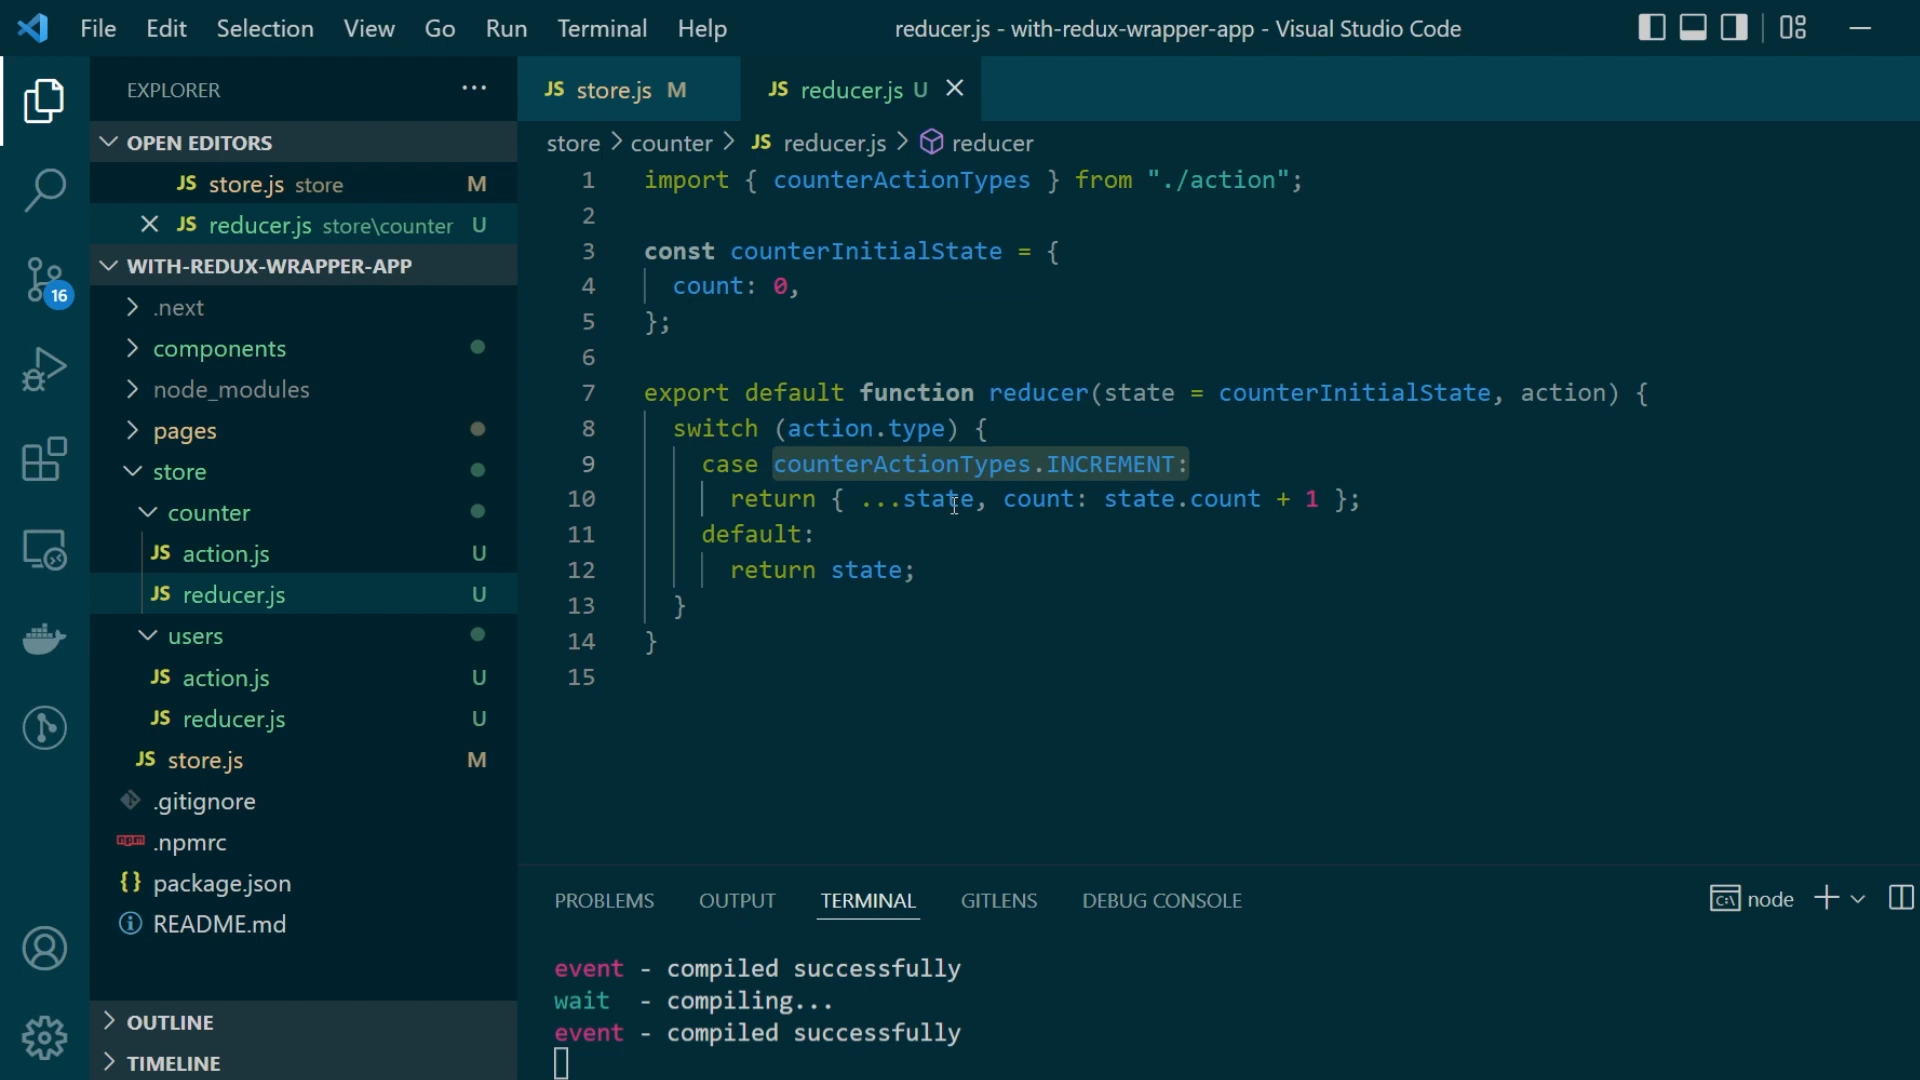 File Edit Selection View Go Run Terminal Help reducer.js - with-redux-wrapper-app - Visual Studio Code
EXPLORER
OPEN EDITORS
JS store.js store M
JS reducer.js store\counter U
WITH-REDUX-WRAPPER-APP
.next
components
node_modules
pages
store
counter
JS action.js U
JS reducer.js U
users
JS action.js U
JS reducer.js U
JS store.js M
.gitignore
npm .npmrc
{} package.json
README.md
OUTLINE
TIMELINE
16
JS store.js M JS reducer.js U
store > counter > JS reducer.js > reducer
1 import { counterActionTypes } from "./action";
2
3 const counterInitialState = {
4 count: 0,
5 };
6
7 export default function reducer(state = counterInitialState, action) {
8 switch (action.type) {
9 case counterActionTypes.INCREMENT:
10 return { ...state, count: state.count + 1 };
11 default:
12 return state;
13 }
14 }
15
PROBLEMS OUTPUT TERMINAL GITLENS DEBUG CONSOLE node
event - compiled successfully
wait - compiling...
event - compiled successfully